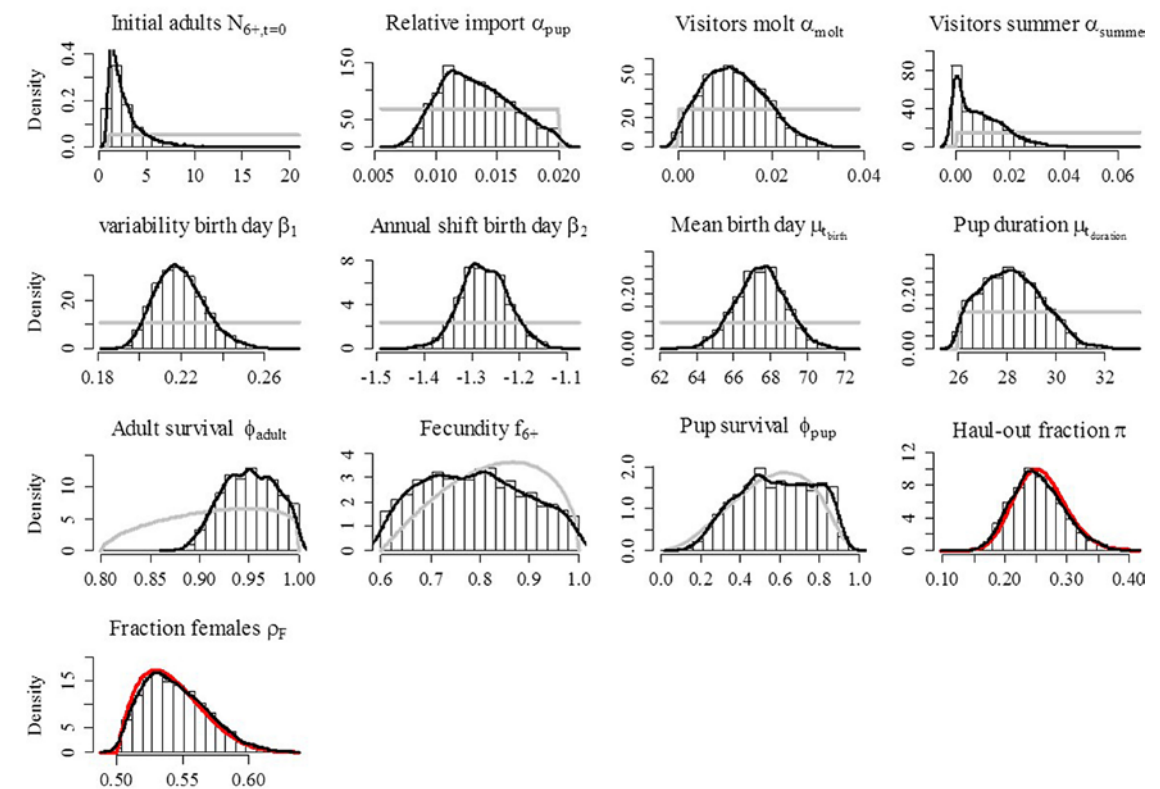 Initial adults N6+,t=0
Relative import αpup
Visitors molt αmolt
Visitors summer αsumme
Density
0.0 0.2 0.4
0 50 150
0 20 50
0 40 80
0 5 10 15 20
0.005 0.010 0.015 0.020
0.00 0.02 0.04
0.00 0.02 0.04 0.06
variability birth day β1
Annual shift birth day β2
Mean birth day μtbirth
Pup duration μtduration
Density
0 20
0 4 8
0.00 0.20
0.00 0.20
0.18 0.22 0.26
-1.5 -1.3 -1.2 -1.1
62 64 66 68 70 72
26 28 30 32
Adult survival ϕadult
Fecundity f6+
Pup survival ϕpup
Haul-out fraction π
0 5 10
0 1 2 3 4
0.0 1.0 2.0
0 4 8 12
0.80 0.85 0.90 0.95 1.00
0.6 0.7 0.8 0.9 1.0
0.0 0.2 0.4 0.6 0.8 1.0
0.10 0.20 0.30 0.40
Fraction females ρF
Density
0 5 15
0.50 0.55 0.60